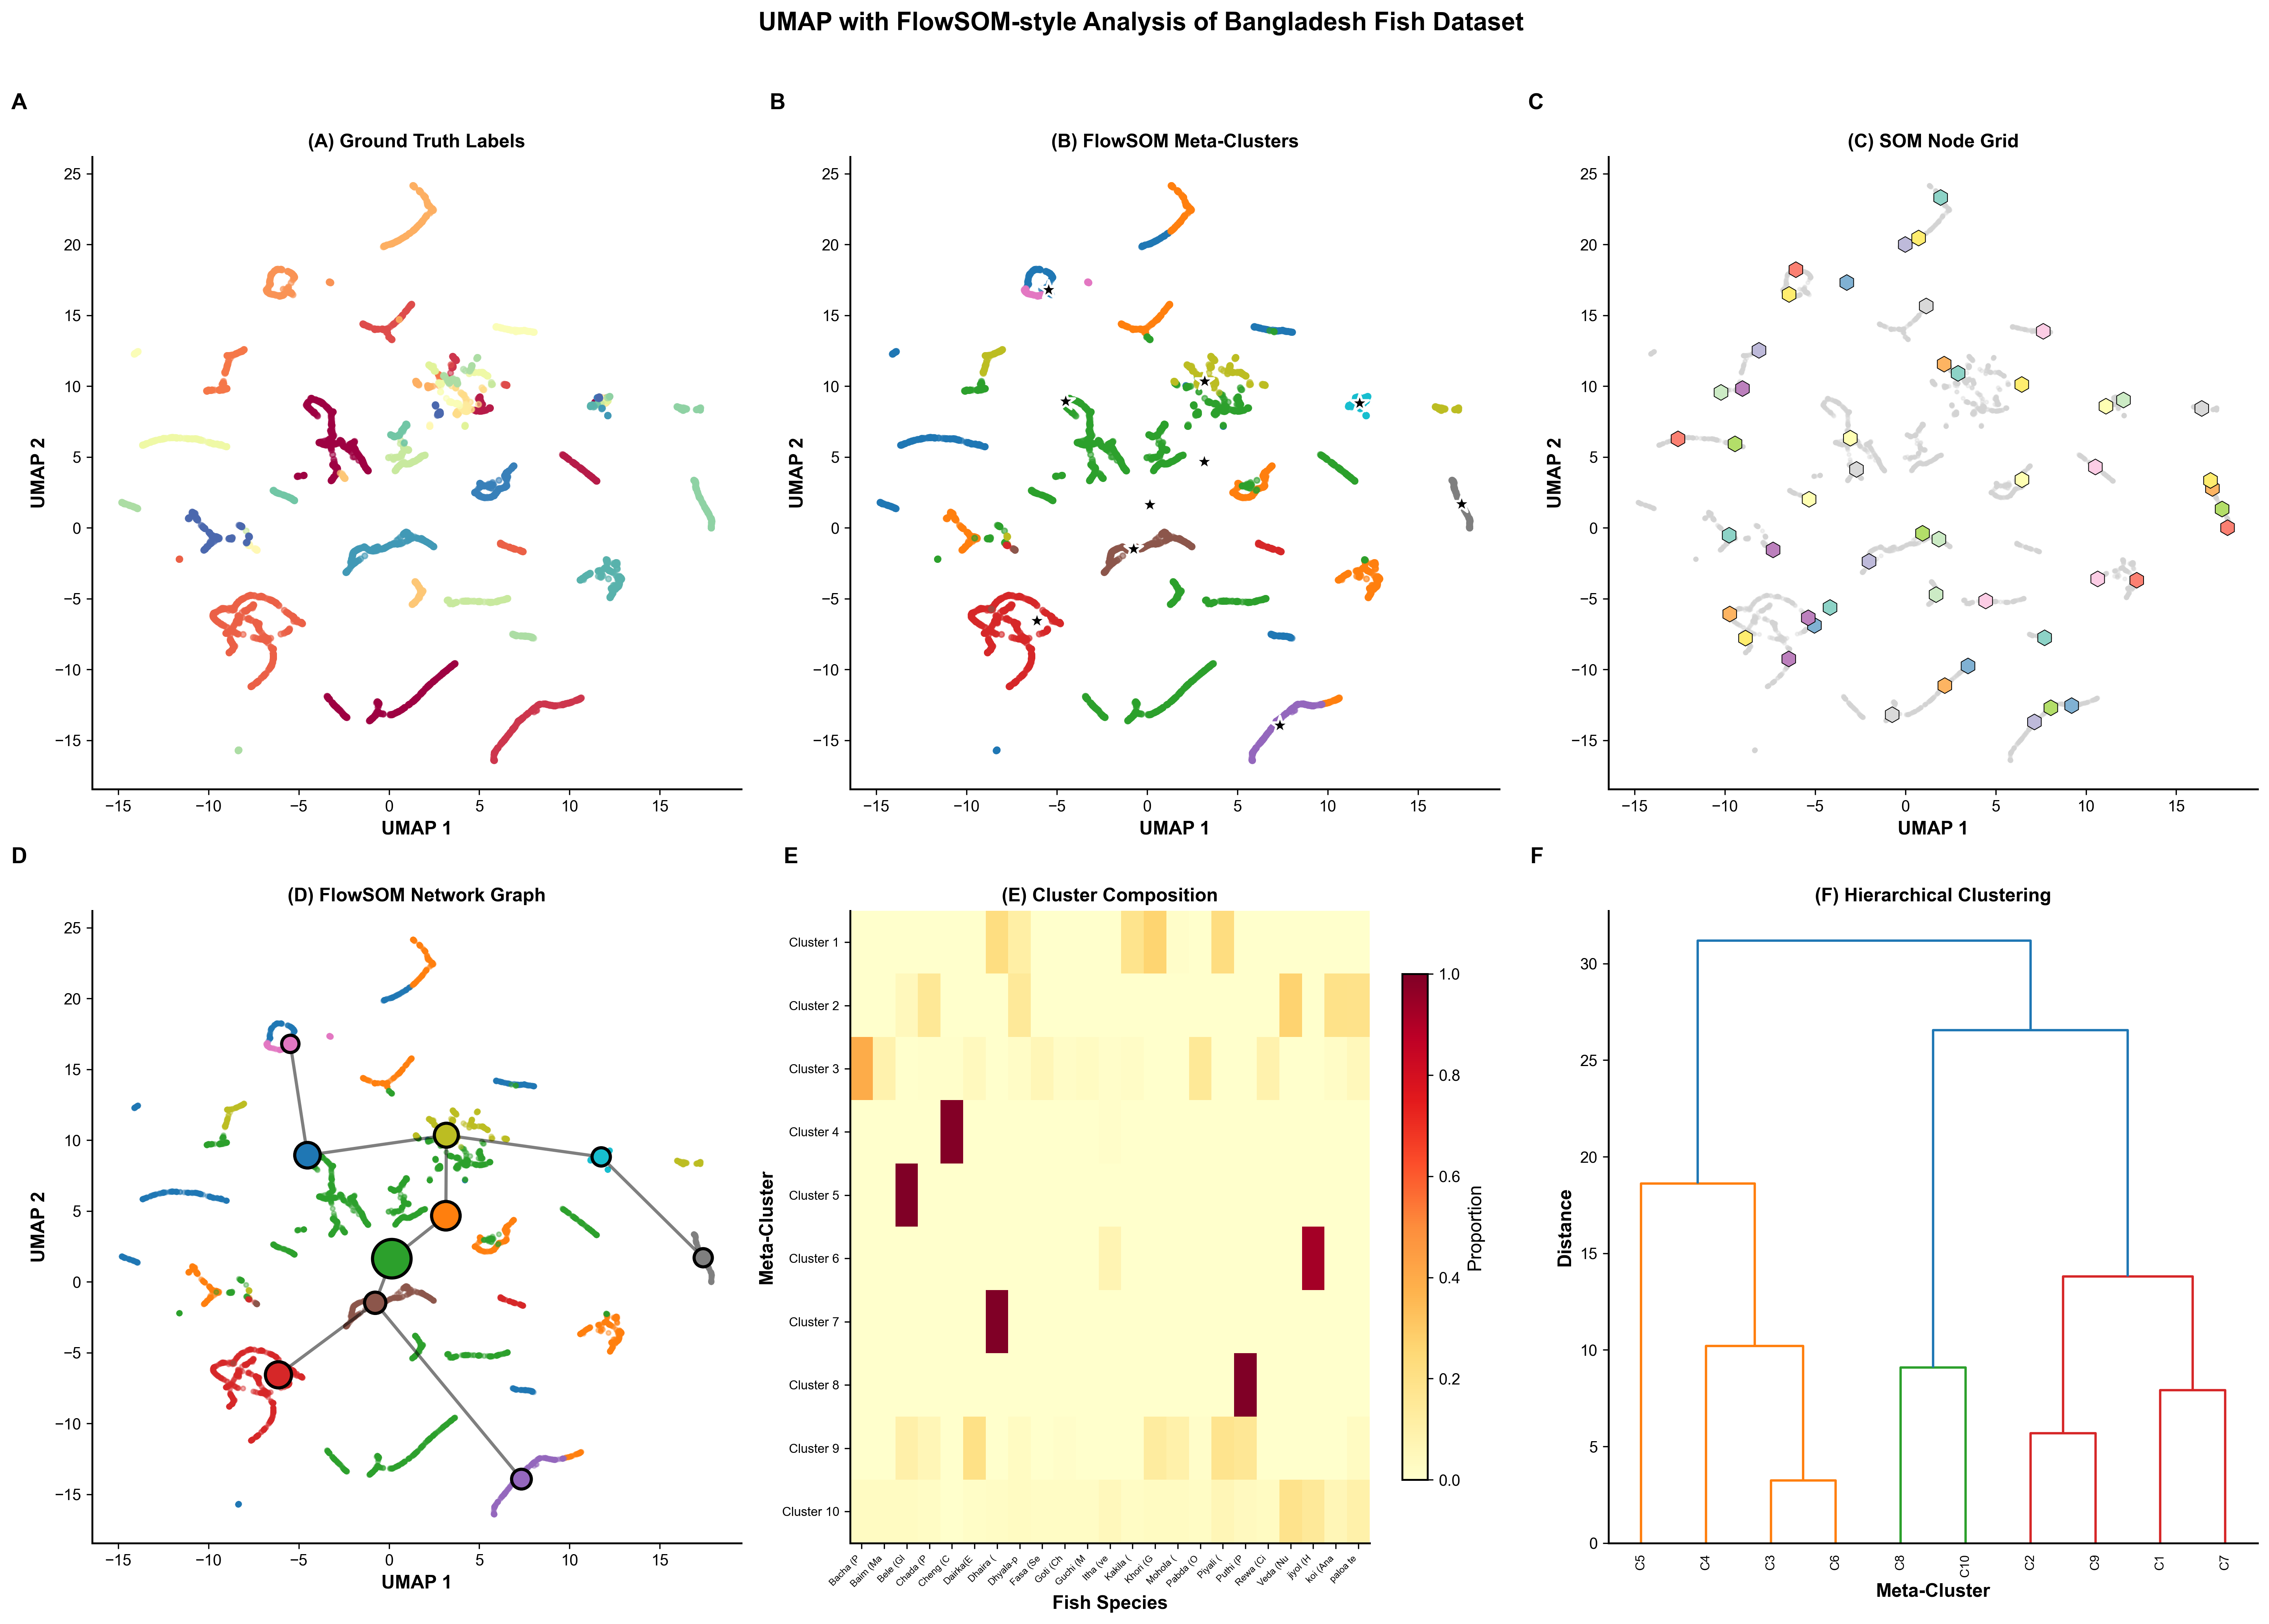 UMAP with FlowSOM-style Analysis of Bangladesh Fish Dataset
A
B
C
(A) Ground Truth Labels
(B) FlowSOM Meta-Clusters
(C) SOM Node Grid
25
20
15
10
5
0
−5
−10
−15
UMAP 2
−15 −10 −5 0 5 10 15
UMAP 1
25
20
15
10
5
0
−5
−10
−15
UMAP 2
−15 −10 −5 0 5 10 15
UMAP 1
25
20
15
10
5
0
−5
−10
−15
UMAP 2
−15 −10 −5 0 5 10 15
UMAP 1
D
E
F
(D) FlowSOM Network Graph
(E) Cluster Composition
(F) Hierarchical Clustering
25
20
15
10
5
0
−5
−10
−15
UMAP 2
−15 −10 −5 0 5 10 15
UMAP 1
Cluster 1
Cluster 2
Cluster 3
Cluster 4
Cluster 5
Cluster 6
Cluster 7
Cluster 8
Cluster 9
Cluster 10
Meta-Cluster
Bacha (P
Baim (Ma
Bele (Gl
Chada (P
Cheng (C
Dairka(E
Dhaira (
Dhyala-p
Fasa (Se
Goti (Ch
Guchi (M
Itha (ve
Kakila (
Khori (G
Mohola (
Pabda (O
Piyali (
Puthi (P
Rewa (Ci
Veda (Nu
jiyol (H
koi (Ana
paloa te
Fish Species
1.0
0.8
0.6
0.4
0.2
0.0
Proportion
30
25
20
15
10
5
0
Distance
C5
C4
C3
C6
C8
C10
C2
C9
C1
C7
Meta-Cluster